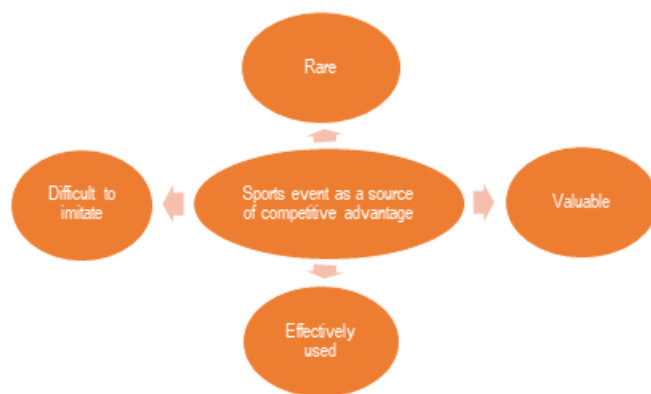 Rare
Difficult to
imitate
Sports event as a source
of competitive advantage
Valuable
Effectively
used